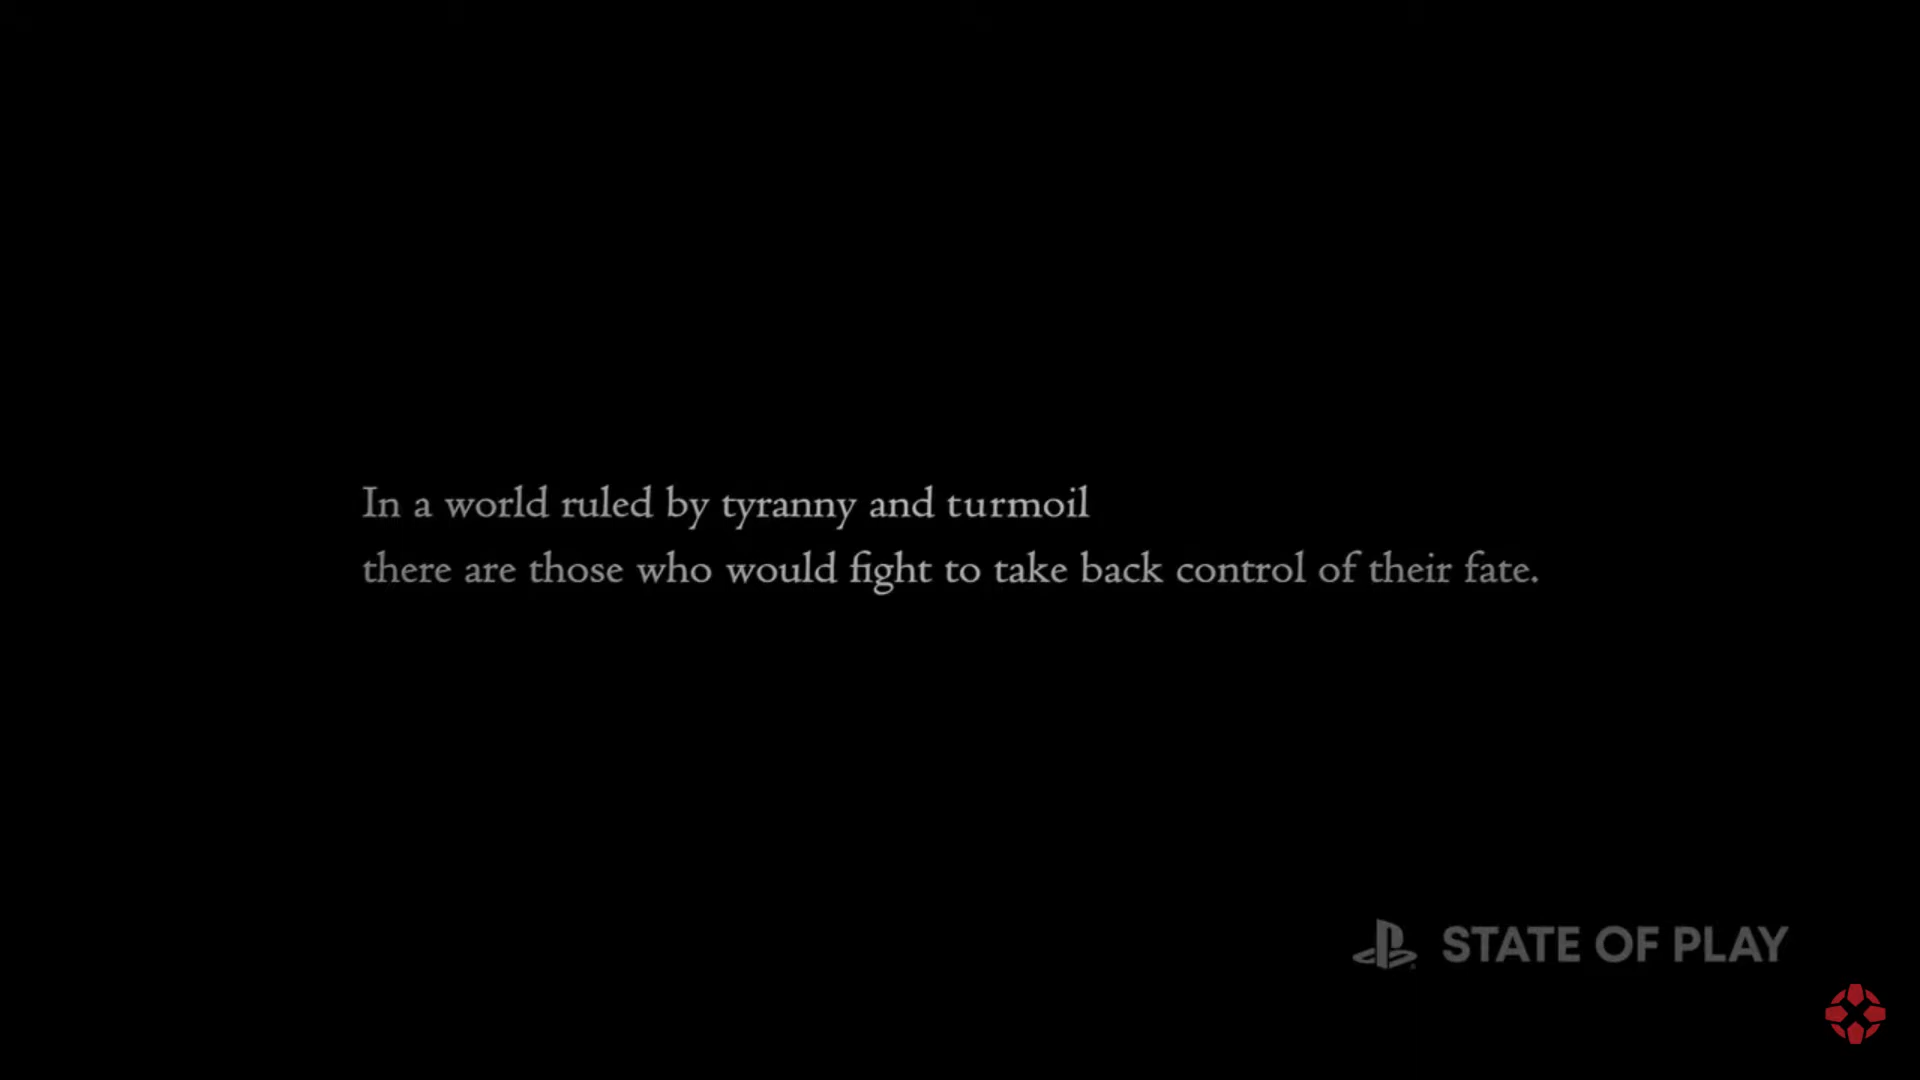 In a world ruled by tyranny and turmoil
there are those who would fight to take back control of their fate.
STATE OF PLAY